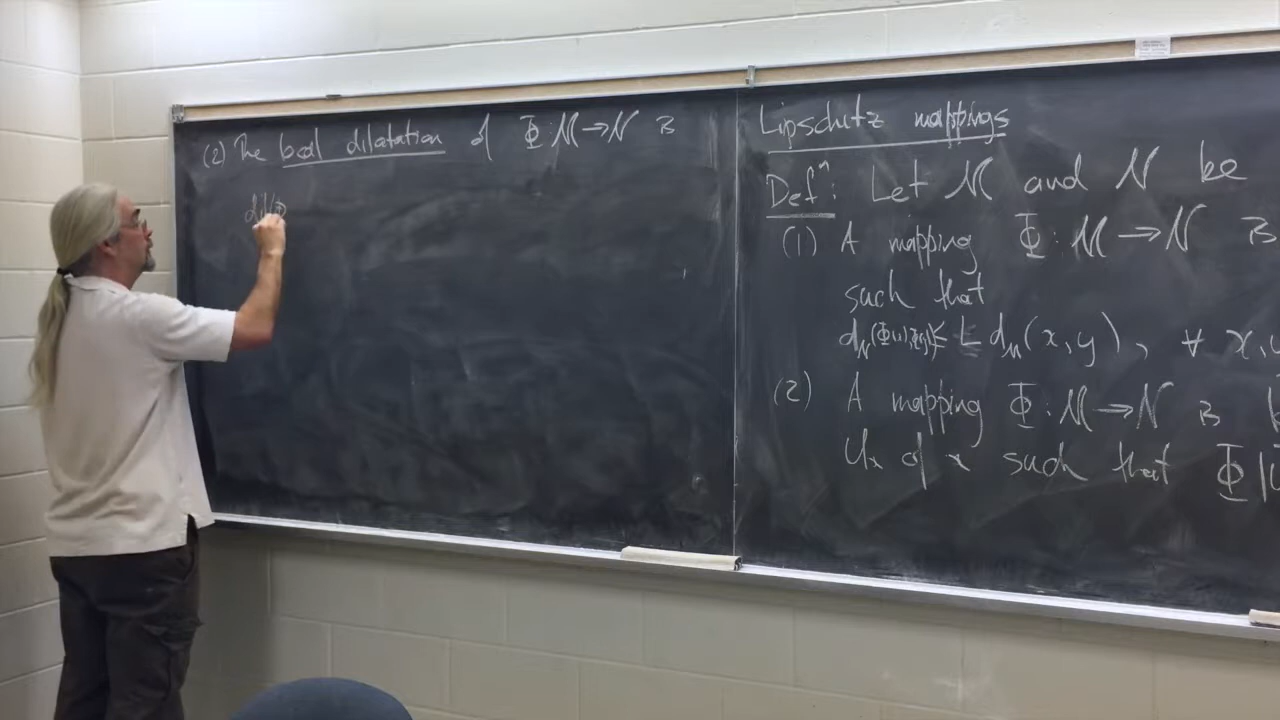 (2) The local dilatation of Φ: M → N is
dil(Φ
Lipschitz mappings
Defⁿ: Let M and N be
(1) A mapping Φ: M → N is
such that
d_N(Φ(x),Φ(y)) ≤ L d_M(x,y), ∀ x,y
(2) A mapping Φ: M → N is
U_x of x such that Φ|U